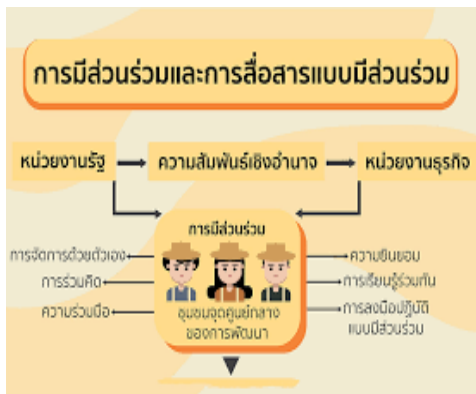 การมีส่วนร่วมและการสื่อสารแบบมีส่วนร่วม
หน่วยงานรัฐ
ความสัมพันธ์เชิงอำนาจ
หน่วยงานธุรกิจ
การมีส่วนร่วม
การจัดการด้วยตัวเอง
การร่วมคิด
ความร่วมมือ
ชุมชนจุดศูนย์กลาง
ของการพัฒนา
ความยินยอม
การเรียนรู้ร่วมกัน
การลงมือปฏิบัติ
แบบมีส่วนร่วม